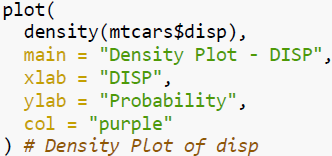 plot(
  density(mtcars$disp),
  main = "Density Plot - DISP",
  xlab = "DISP",
  ylab = "Probability",
  col = "purple"
) # Density Plot of disp